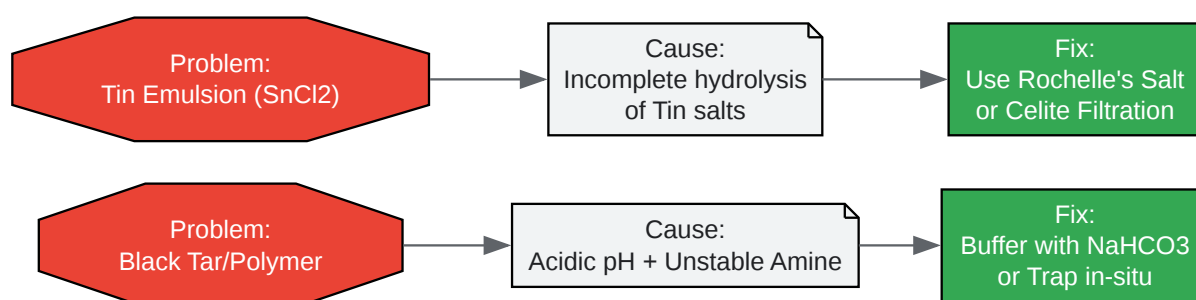 Problem:
Tin Emulsion (SnCl2)
Cause:
Incomplete hydrolysis
of Tin salts
Fix:
Use Rochelle's Salt
or Celite Filtration
Problem:
Black Tar/Polymer
Cause:
Acidic pH + Unstable Amine
Fix:
Buffer with NaHCO3
or Trap in-situ